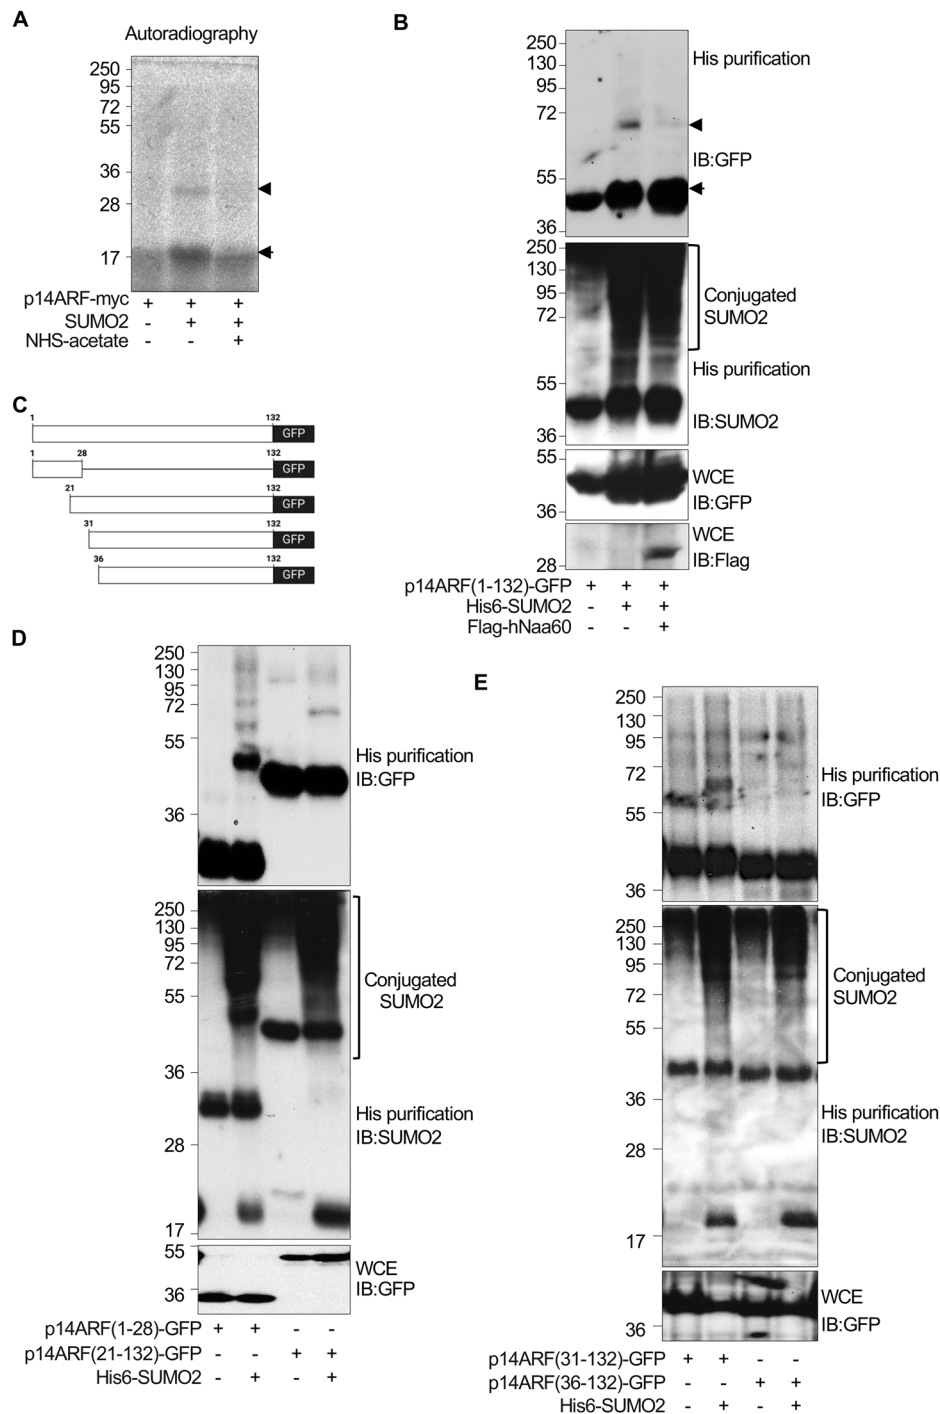 A
Autoradiography
250
95
72
55
36
28
17
p14ARF-myc + + +
SUMO2 - + +
NHS-acetate - - +
B
250
130
95
72
55
36
His purification
IB:GFP
250
130
95
72
55
36
Conjugated
SUMO2
His purification
IB:SUMO2
55
36
WCE
IB:GFP
28
WCE
IB:Flag
p14ARF(1-132)-GFP + + +
His6-SUMO2 - + +
Flag-hNaa60 - - +
C
1 132
GFP
1 28 132
GFP
21 132
GFP
31 132
GFP
36 132
GFP
D
250
130
95
72
55
36
His purification
IB:GFP
250
130
95
72
55
36
28
17
Conjugated
SUMO2
His purification
IB:SUMO2
55
36
WCE
IB:GFP
p14ARF(1-28)-GFP + + - -
p14ARF(21-132)-GFP - - + +
His6-SUMO2 - + - +
E
250
130
95
72
55
36
His purification
IB:GFP
250
130
95
72
55
36
28
17
Conjugated
SUMO2
His purification
IB:SUMO2
36
WCE
IB:GFP
p14ARF(31-132)-GFP + + - -
p14ARF(36-132)-GFP - - + +
His6-SUMO2 - + - +